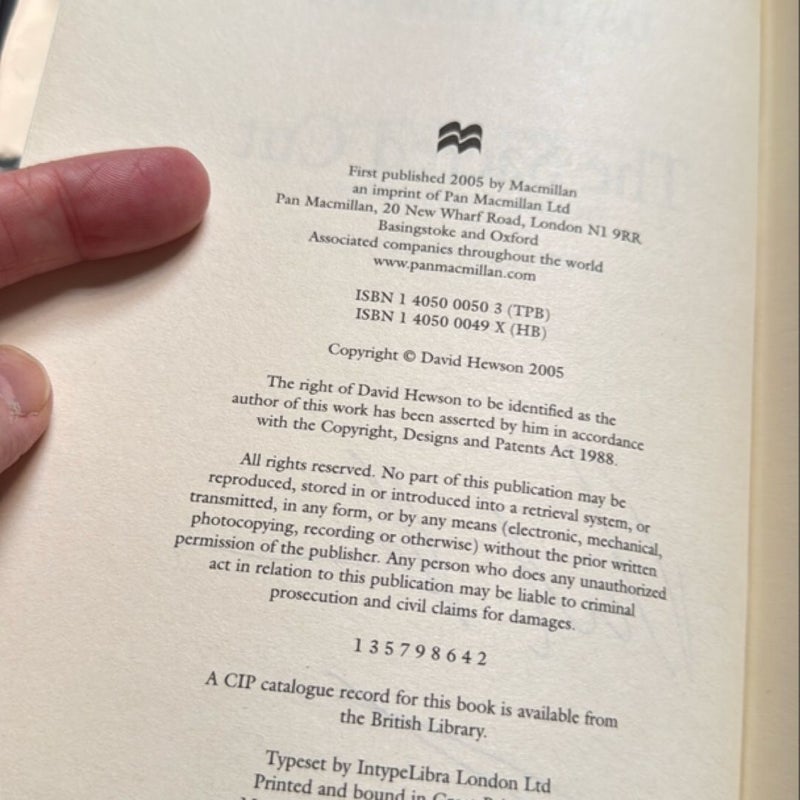 First published 2005 by Macmillan
an imprint of Pan Macmillan Ltd
Pan Macmillan, 20 New Wharf Road, London N1 9RR
Basingstoke and Oxford
Associated companies throughout the world
www.panmacmillan.com
ISBN 1 4050 0050 3 (TPB)
ISBN 1 4050 0049 X (HB)
Copyright © David Hewson 2005
The right of David Hewson to be identified as the
author of this work has been asserted by him in accordance
with the Copyright, Designs and Patents Act 1988.
All rights reserved. No part of this publication may be
reproduced, stored in or introduced into a retrieval system, or
transmitted, in any form, or by any means (electronic, mechanical,
photocopying, recording or otherwise) without the prior written
permission of the publisher. Any person who does any unauthorized
act in relation to this publication may be liable to criminal
prosecution and civil claims for damages.
1 3 5 7 9 8 6 4 2
A CIP catalogue record for this book is available from
the British Library.
Typeset by IntypeLibra London Ltd
Printed and bound in